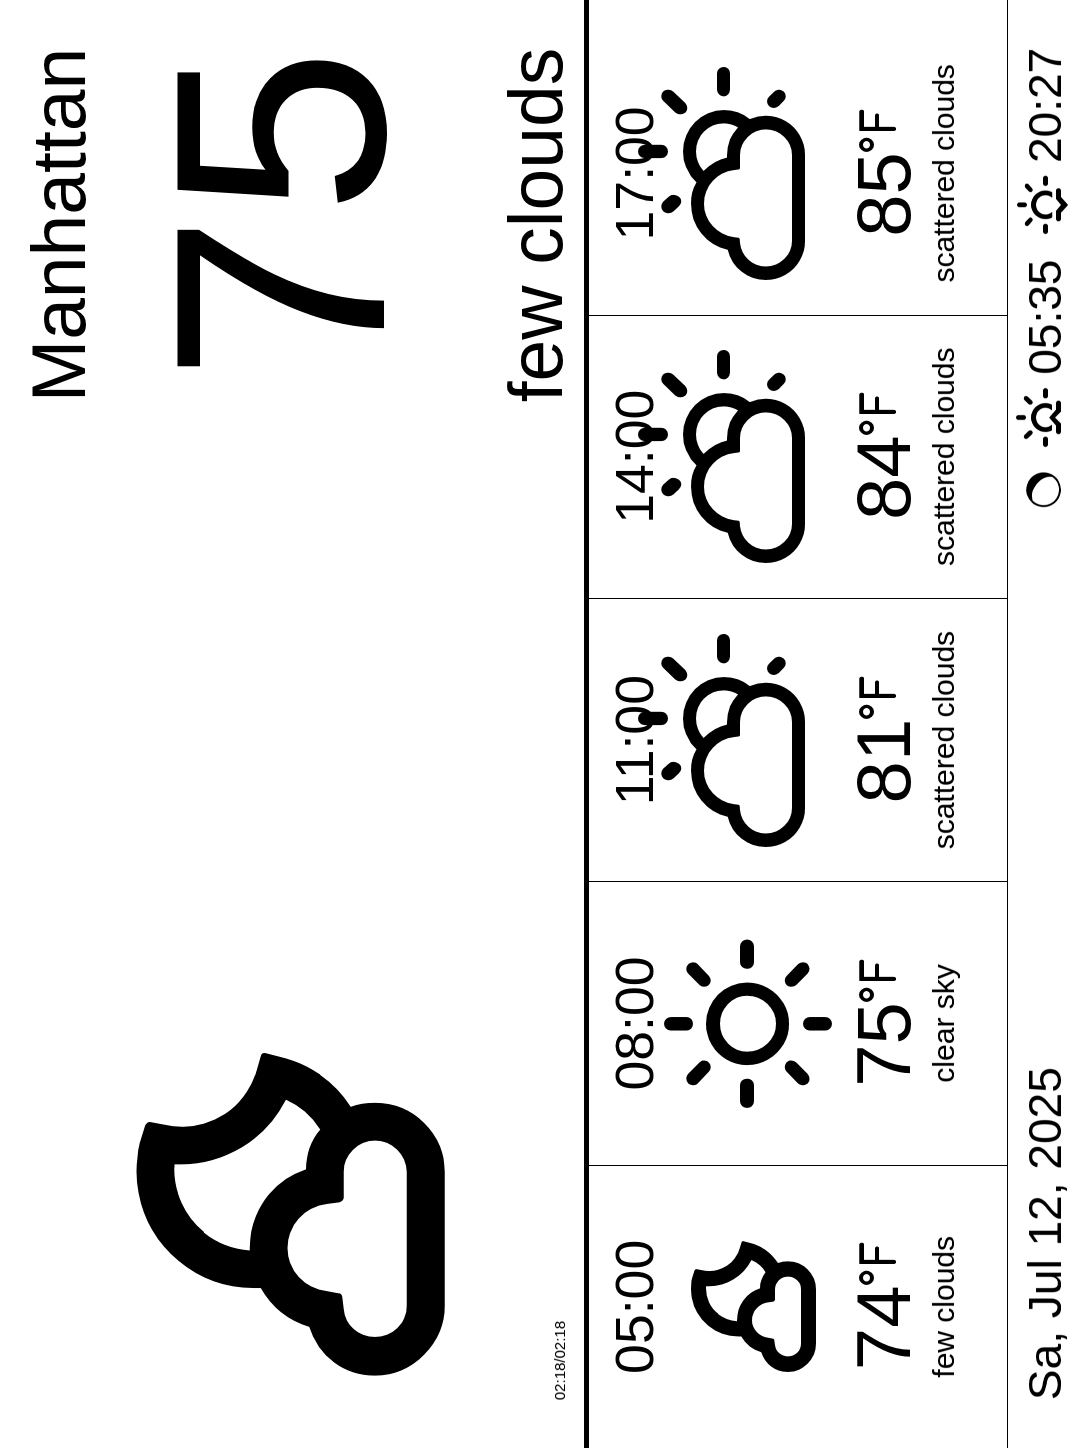 Manhattan
75
few clouds
02:18/02:18
05:00
74°F
few clouds
08:00
75°F
clear sky
11:00
81°F
scattered clouds
14:00
84°F
scattered clouds
17:00
85°F
scattered clouds
Sa, Jul 12, 2025
05:35 20:27